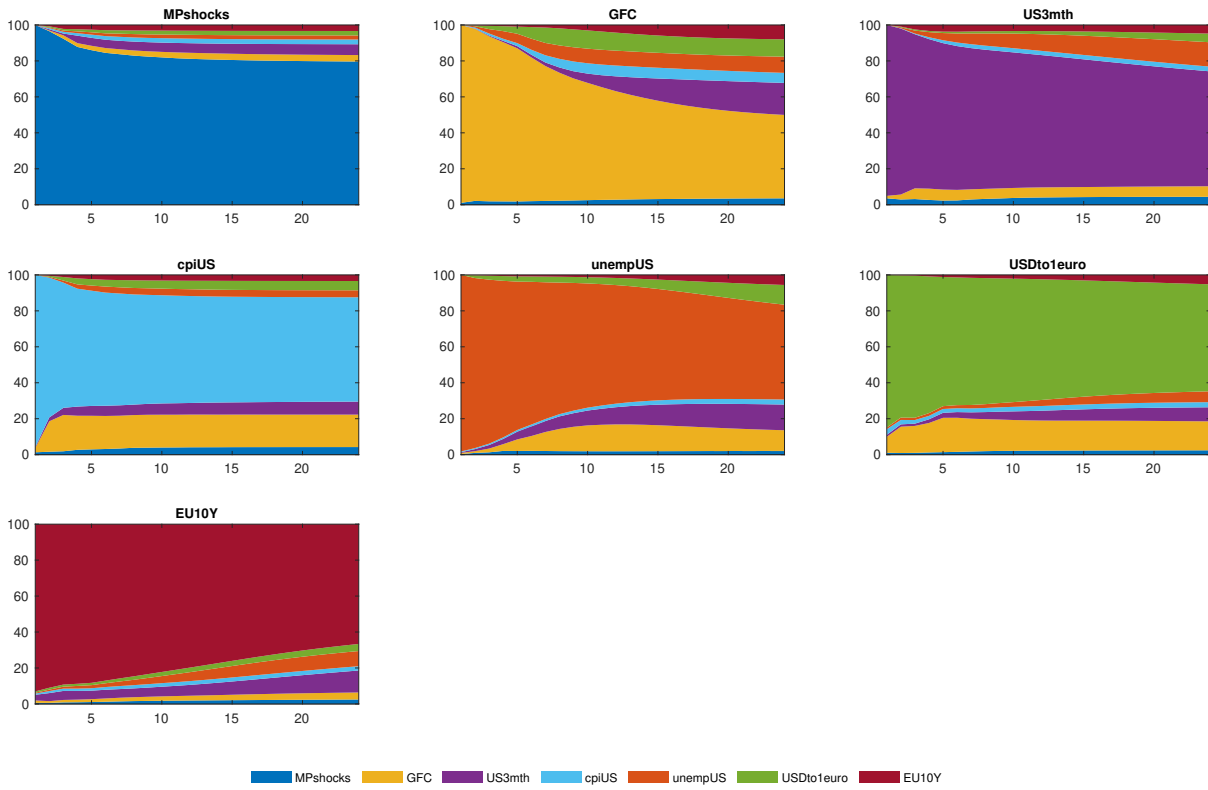 MPshocks GFC US3mth
100 100 100
80 80 80
60 60 60
40 40 40
20 20 20
0 0 0
5 10 15 20 5 10 15 20 5 10 15 20
cpiUS unempUS USDto1euro
100 100 100
80 80 80
60 60 60
40 40 40
20 20 20
0 0 0
5 10 15 20 5 10 15 20 5 10 15 20
EU10Y
100
80
60
40
20
0
5 10 15 20
MPshocks GFC US3mth cpiUS unempUS USDto1euro EU10Y